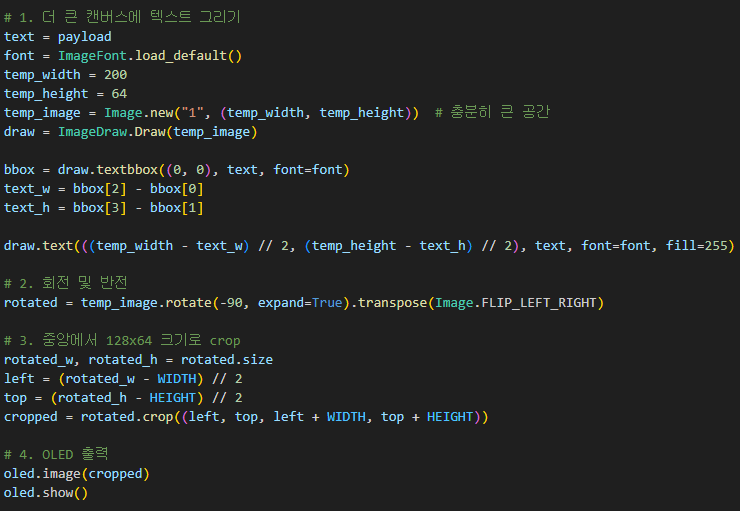 # 1. 더 큰 캔버스에 텍스트 그리기
text = payload
font = ImageFont.load_default()
temp_width = 200
temp_height = 64
temp_image = Image.new("1", (temp_width, temp_height))  # 충분히 큰 공간
draw = ImageDraw.Draw(temp_image)

bbox = draw.textbbox((0, 0), text, font=font)
text_w = bbox[2] - bbox[0]
text_h = bbox[3] - bbox[1]

draw.text(((temp_width - text_w) // 2, (temp_height - text_h) // 2), text, font=font, fill=255)

# 2. 회전 및 반전
rotated = temp_image.rotate(-90, expand=True).transpose(Image.FLIP_LEFT_RIGHT)

# 3. 중앙에서 128x64 크기로 crop
rotated_w, rotated_h = rotated.size
left = (rotated_w - WIDTH) // 2
top = (rotated_h - HEIGHT) // 2
cropped = rotated.crop((left, top, left + WIDTH, top + HEIGHT))

# 4. OLED 출력
oled.image(cropped)
oled.show()